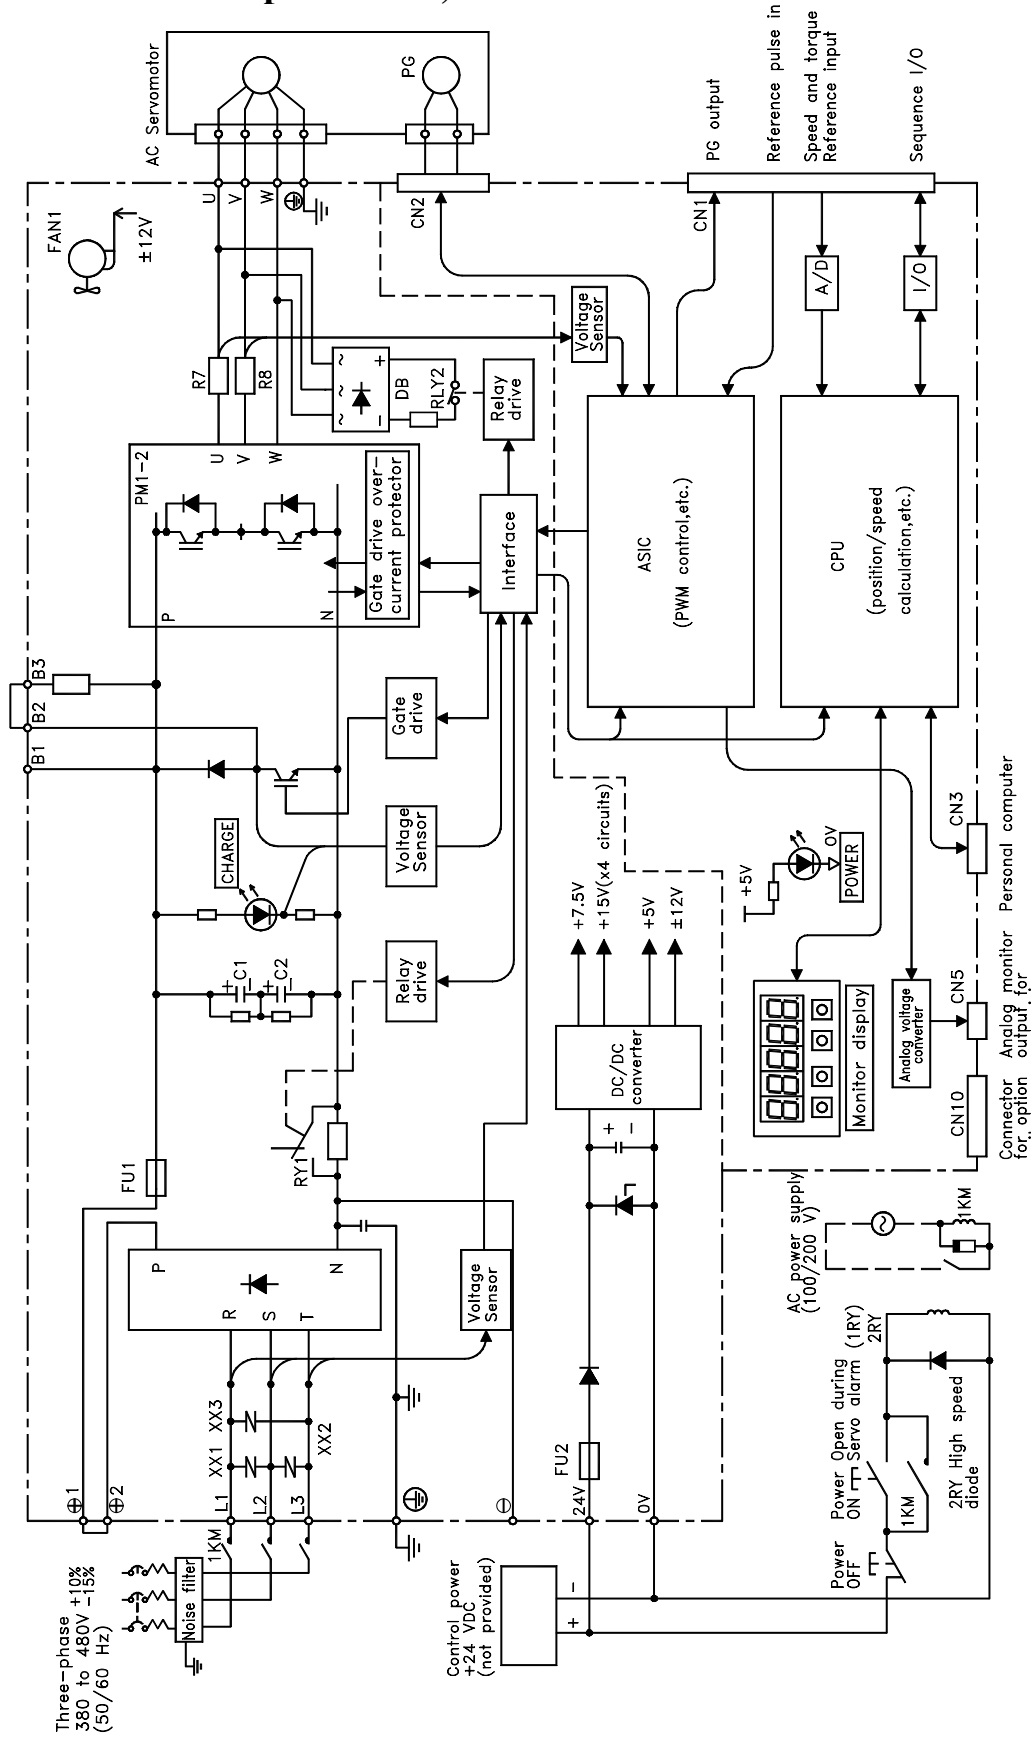 Three-phase
380 to 480V +10%
-15%
(50/60 Hz)
Noise filter
1KM
L1
L2
L3
XX1
XX3
XX2
⊕1
⊕2
⊖
R
S
T
P
N
Voltage
Sensor
FU1
RY1
C1
C2
+
+
Relay
drive
CHARGE
Voltage
Sensor
Gate
drive
B1
B2
B3
P
N
PM1-2
U
V
W
Gate drive over-
current protector
Interface
R7
R8
DB
~
~
~
+
−
RLY2
Relay
drive
FAN1
±12V
U
V
W
AC Servomotor
PG
CN2
Voltage
Sensor
ASIC
(PWM control,etc.)
CPU
(position/speed
calculation,etc.)
A/D
I/O
CN1
PG output
Reference pulse in
Speed and torque
Reference input
Sequence I/O
Control power
+24 VDC
(not provided)
+
−
24V
0V
FU2
+
−
DC/DC
converter
+7.5V
+15V(x4 circuits)
+5V
±12V
+5V
0V
POWER
Monitor display
Analog voltage
converter
CN3
Personal computer
CN5
Analog monitor
output for
CN10
Connector
for option
Power
OFF
Power
ON
Open during
Servo alarm (1RY)
1KM
2RY
2RY High speed
diode
AC power supply
(100/200 V)
1KM